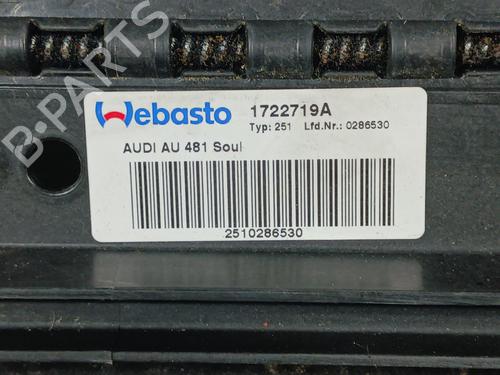 Webasto 1722719A
Typ: 251 Lfd.Nr.: 0286530
AUDI AU 481 Soul
2510286530
B-PARTS